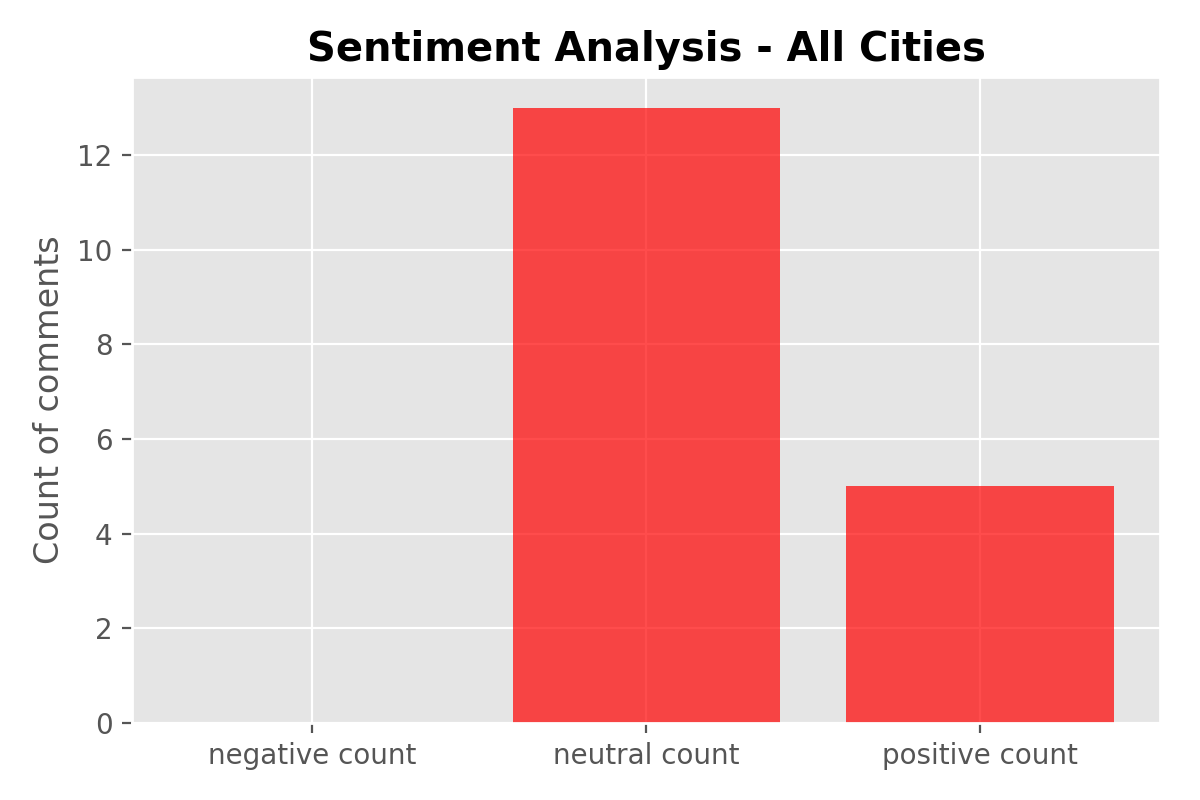 Sentiment Analysis - All Cities
Count of comments
12
10
8
6
4
2
0
negative count
neutral count
positive count